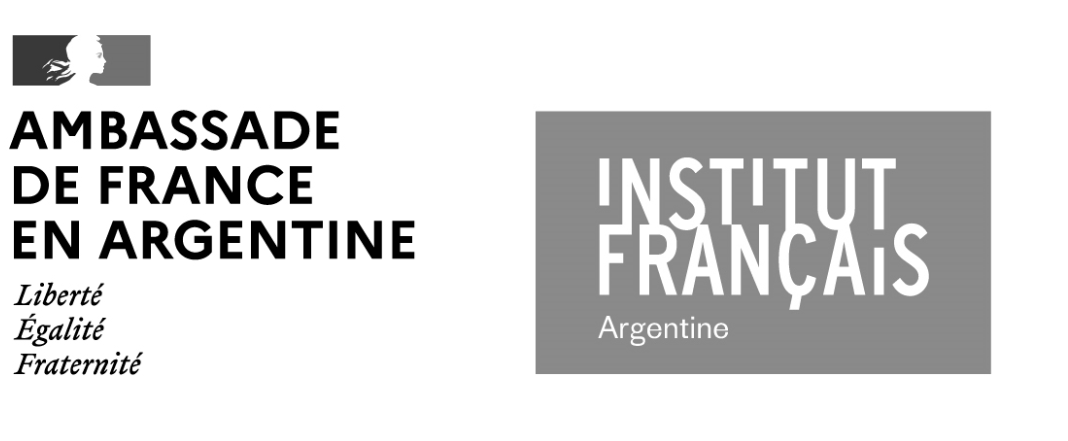 AMBASSADE
DE FRANCE
EN ARGENTINE
Liberté
Égalité
Fraternité
INSTITUT
FRANÇAiS
Argentine